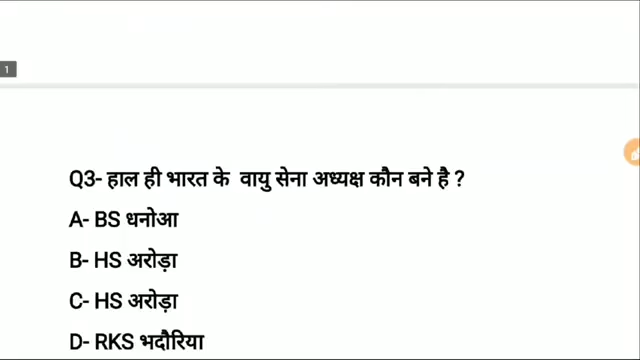 1
Q3- हाल ही भारत के वायु सेना अध्यक्ष कौन बने है ?
A- BS धनोआ
B- HS अरोड़ा
C- HS अरोड़ा
D- RKS भदौरिया